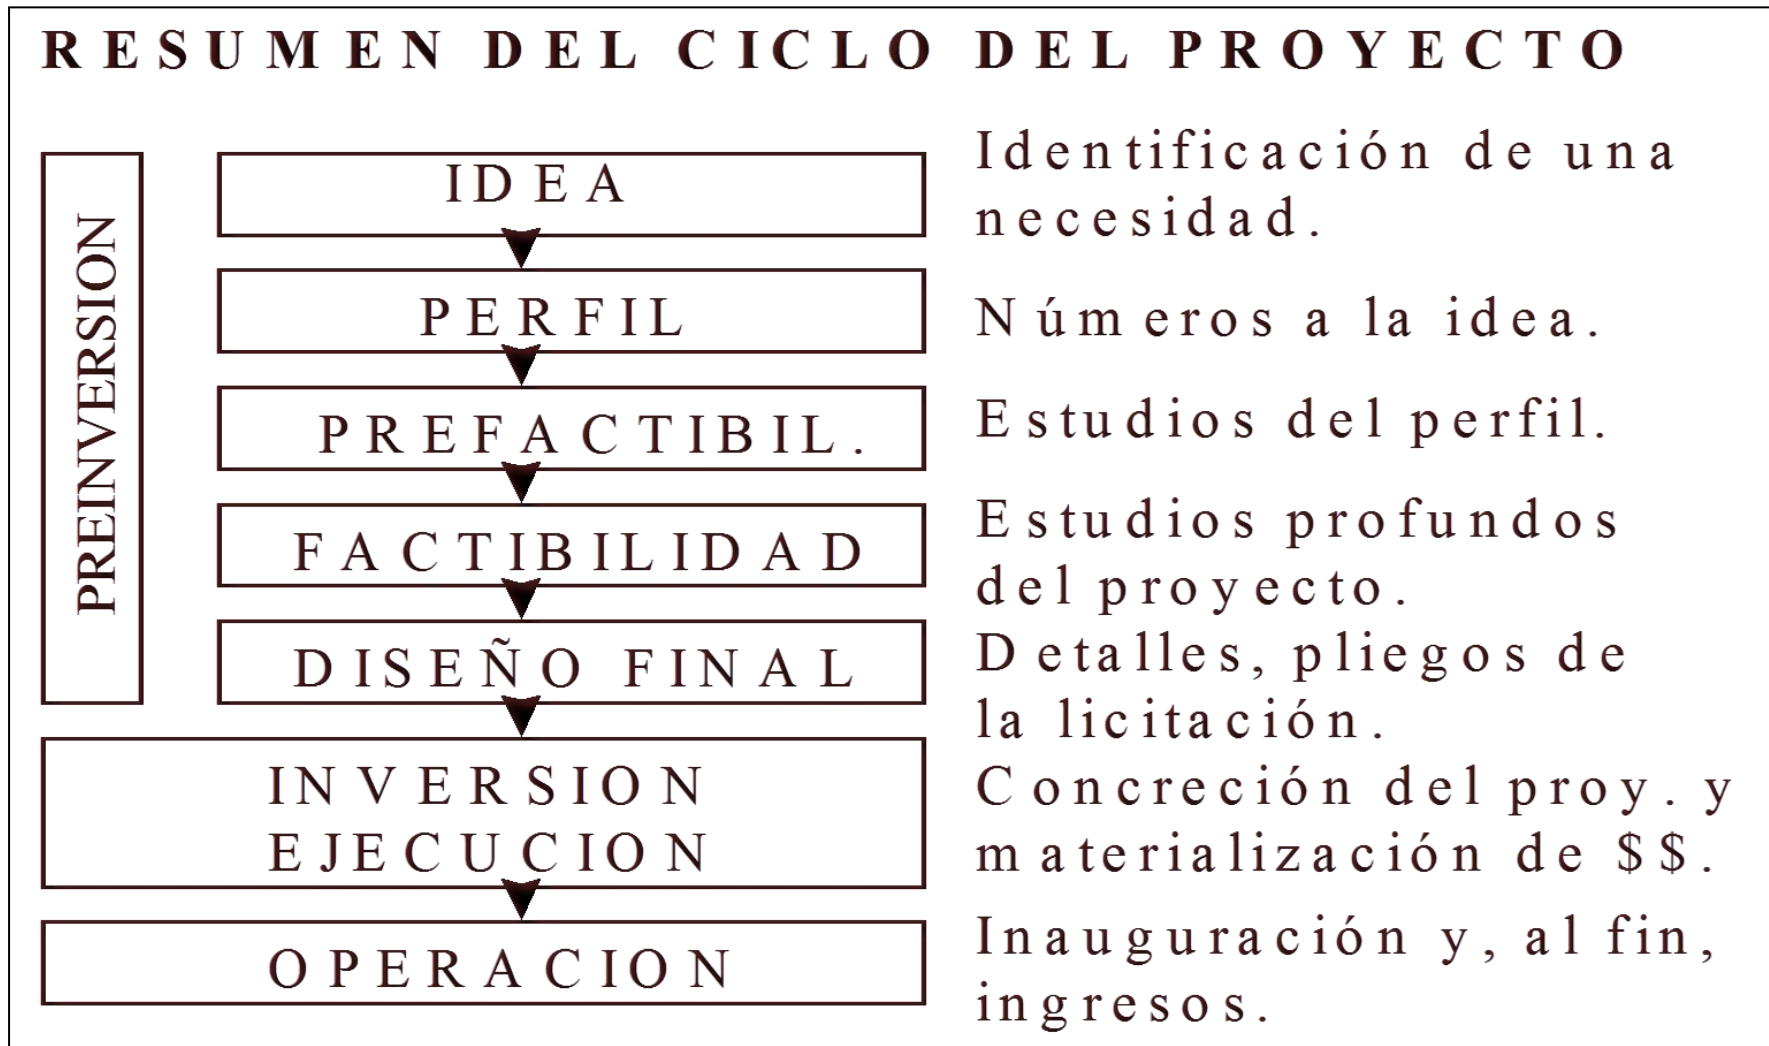 RESUMEN DEL CICLO DEL PROYECTO
PREINVERSION
IDEA
Identificación de una
necesidad.
PERFIL
Números a la idea.
PREFACTIBIL.
Estudios del perfil.
FACTIBILIDAD
Estudios profundos
del proyecto.
DISEÑO FINAL
Detalles, pliegos de
la licitación.
INVERSION
EJECUCION
Concreción del proy. y
materialización de $$.
OPERACION
Inauguración y, al fin,
ingresos.